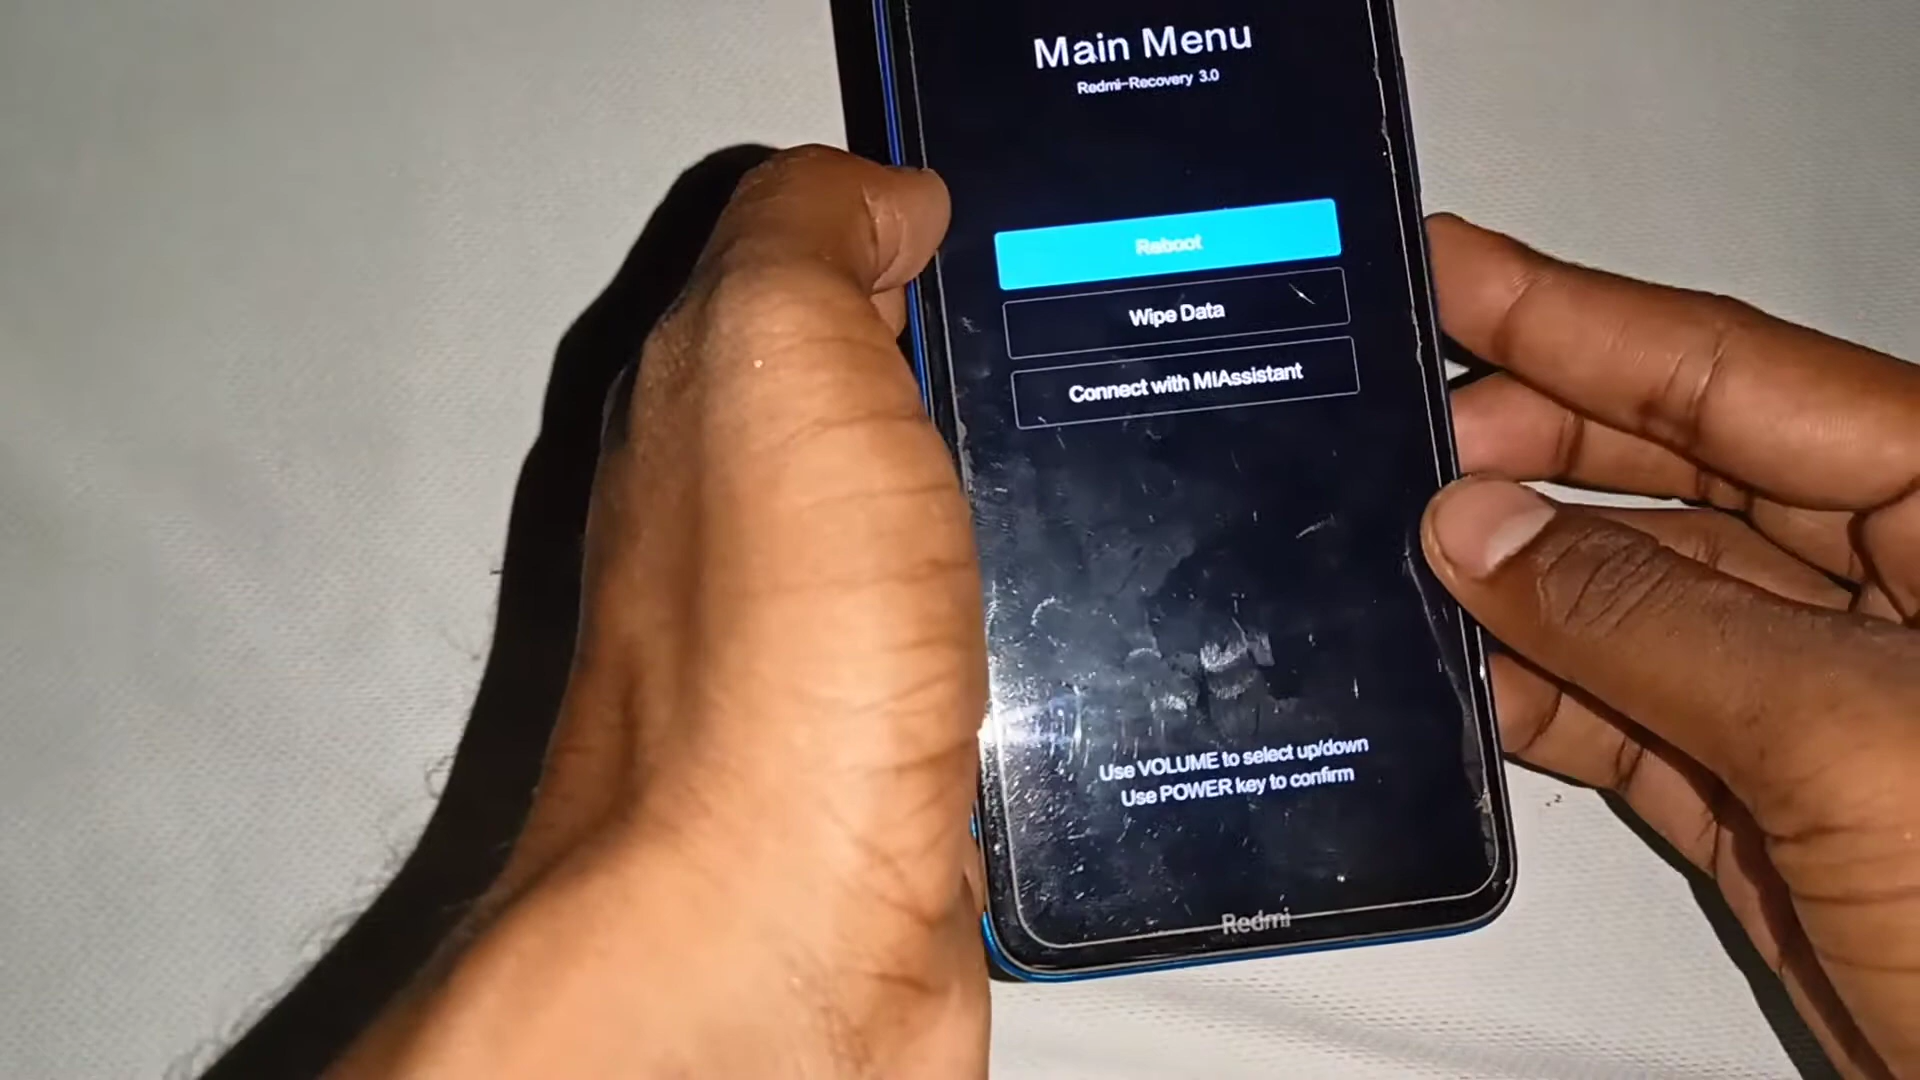 Main Menu
Redmi-Recovery 3.0
Reboot
Wipe Data
Connect with MIAssistant
Use VOLUME to select up/down
Use POWER key to confirm
Redmi